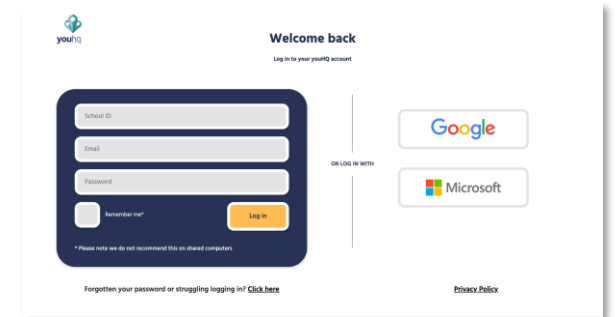 youhq
Welcome back
Log in to your youHQ account
School ID
Email
Password
Remember me*
Log in
* Please note we do not recommend this on shared computers
OR LOG IN WITH
Google
Microsoft
Forgotten your password or struggling logging in? Click here
Privacy Policy